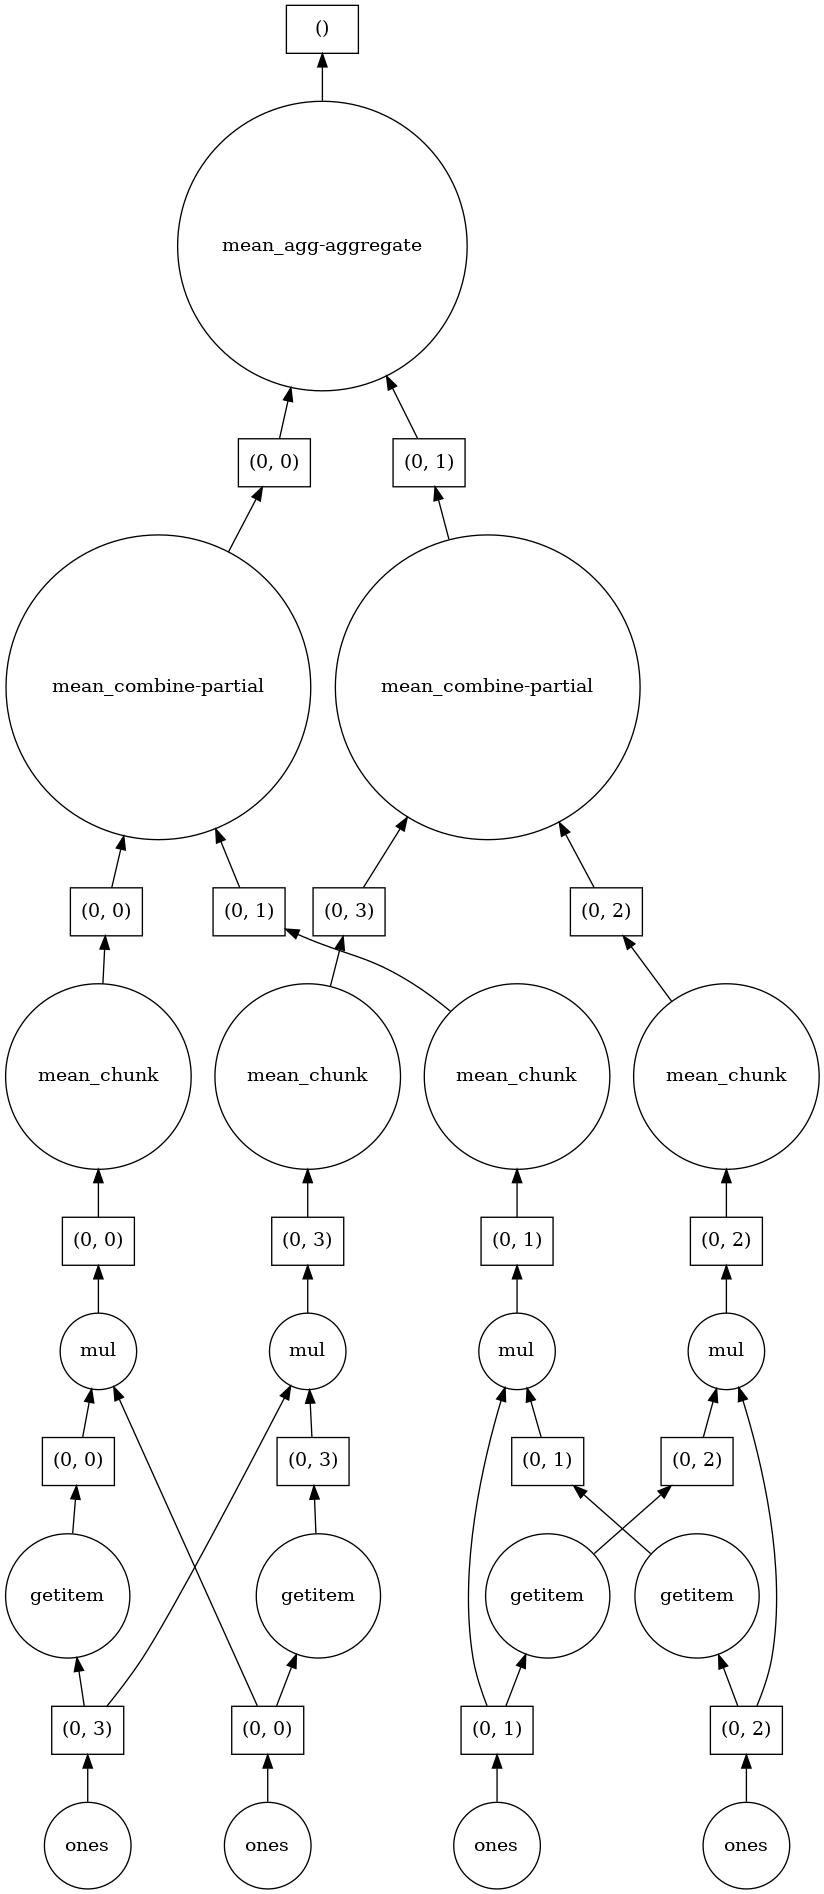 ()
mean_agg-aggregate
(0, 0)
(0, 1)
mean_combine-partial
mean_combine-partial
(0, 0)
(0, 1)
(0, 3)
(0, 2)
mean_chunk
mean_chunk
mean_chunk
mean_chunk
(0, 0)
(0, 3)
(0, 1)
(0, 2)
mul
mul
mul
mul
(0, 0)
(0, 3)
(0, 1)
(0, 2)
getitem
getitem
getitem
getitem
(0, 3)
(0, 0)
(0, 1)
(0, 2)
ones
ones
ones
ones